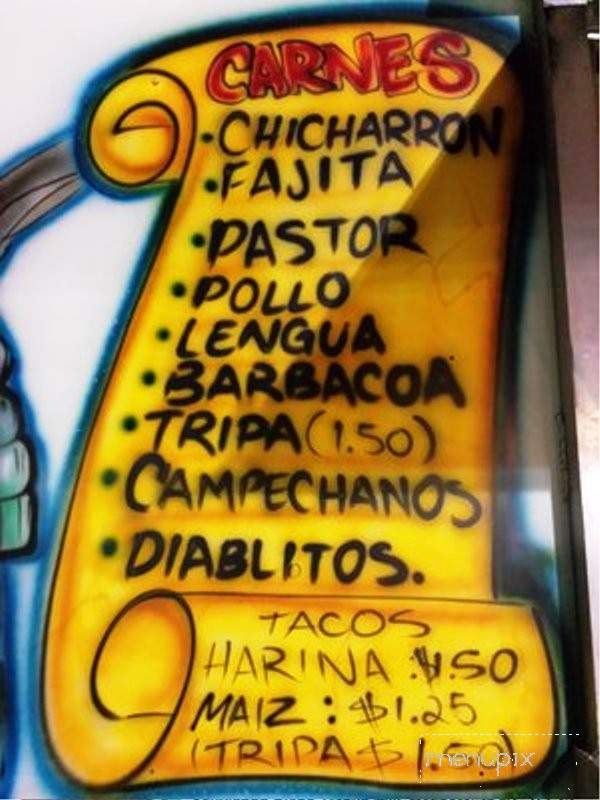 CARNES
·CHICHARRON
·FAJITA
·PASTOR
·POLLO
·LENGUA
·BARBACOA
·TRIPA (1.50)
·CAMPECHANOS
·DIABLITOS.
TACOS
HARINA :$1.50
MAIZ : $1.25
(TRIPA $1.50)
menupix